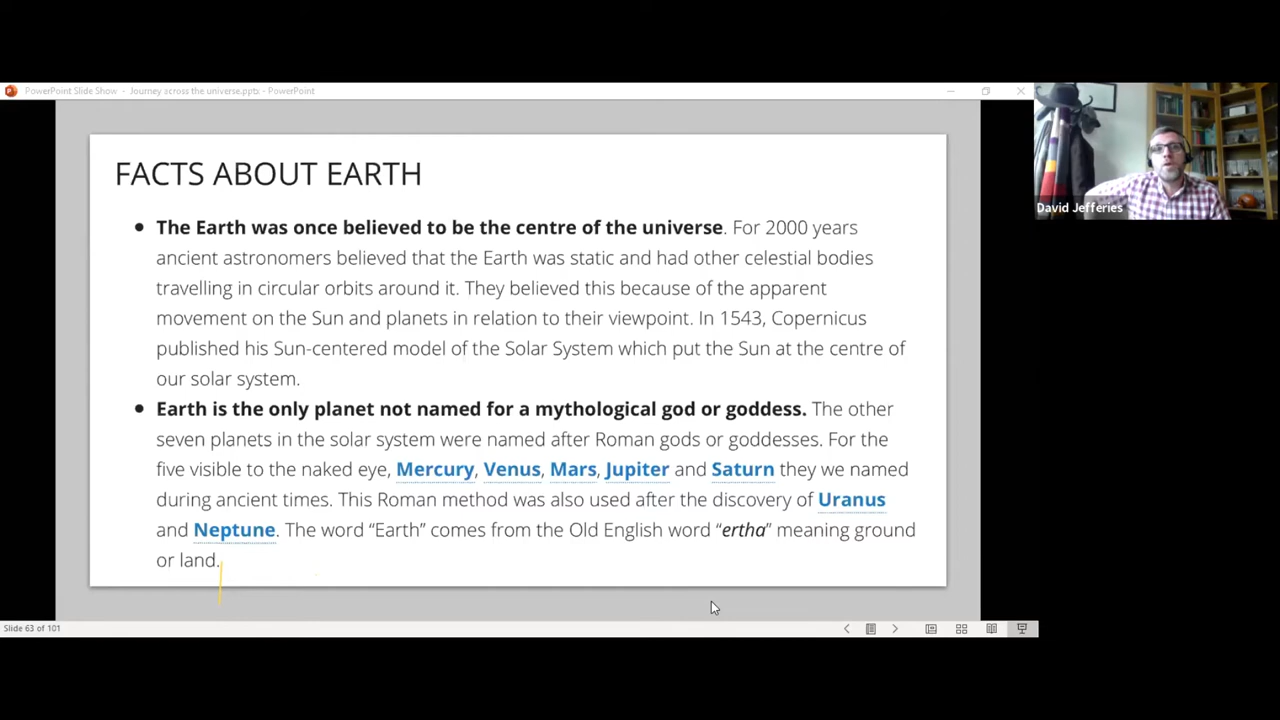 PowerPoint Slide Show - Journey across the universe.pptx - PowerPoint
David Jefferies
FACTS ABOUT EARTH
• The Earth was once believed to be the centre of the universe. For 2000 years
ancient astronomers believed that the Earth was static and had other celestial bodies
travelling in circular orbits around it. They believed this because of the apparent
movement on the Sun and planets in relation to their viewpoint. In 1543, Copernicus
published his Sun-centered model of the Solar System which put the Sun at the centre of
our solar system.
• Earth is the only planet not named for a mythological god or goddess. The other
seven planets in the solar system were named after Roman gods or goddesses. For the
five visible to the naked eye, Mercury, Venus, Mars, Jupiter and Saturn they we named
during ancient times. This Roman method was also used after the discovery of Uranus
and Neptune. The word “Earth” comes from the Old English word “ertha” meaning ground
or land.
Slide 63 of 101